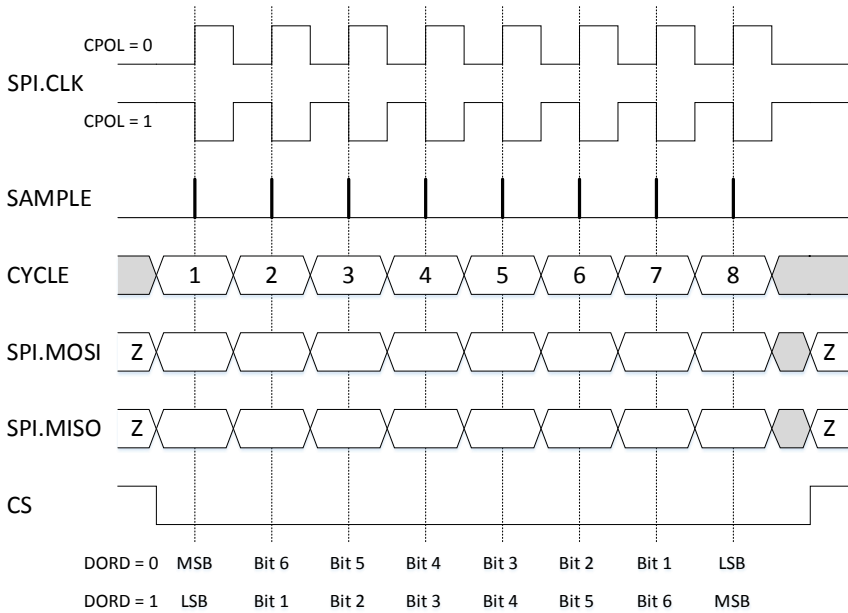 CPOL = 0
SPI.CLK
CPOL = 1
SAMPLE
CYCLE 1 2 3 4 5 6 7 8
SPI.MOSI Z Z
SPI.MISO Z Z
CS
DORD = 0 MSB Bit 6 Bit 5 Bit 4 Bit 3 Bit 2 Bit 1 LSB
DORD = 1 LSB Bit 1 Bit 2 Bit 3 Bit 4 Bit 5 Bit 6 MSB